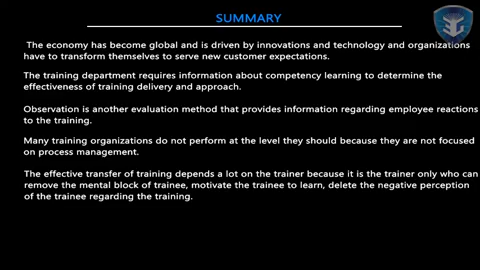 SUMMARY
The economy has become global and is driven by innovations and technology and organizations
have to transform themselves to serve new customer expectations.
The training department requires information about competency learning to determine the
effectiveness of training delivery and approach.
Observation is another evaluation method that provides information regarding employee reactions
to the training.
Many training organizations do not perform at the level they should because they are not focused
on process management.
The effective transfer of training depends a lot on the trainer because it is the trainer only who can
remove the mental block of trainee, motivate the trainee to learn, delete the negative perception
of the trainee regarding the training.